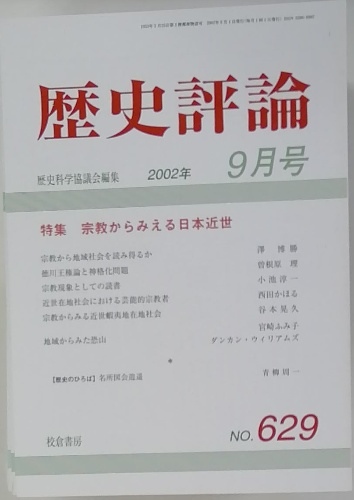 歴史評論
歴史科学協議会編集 2002年 9月号
特集 宗教からみえる日本近世
宗教から地域社会を読み得るか 澤 博勝
徳川王権論と神格化問題 曽根原 理
宗教現象としての読書 小池淳一
近世在地社会における芸能的宗教者 西田かほる
宗教からみる近世蝦夷地在地社会 谷本晃久
地域からみた恐山 宮崎ふみ子
ダンカン・ウイリアムズ
*
【歴史のひろば】名所図会逍遥 青柳周一
校倉書房 NO.629